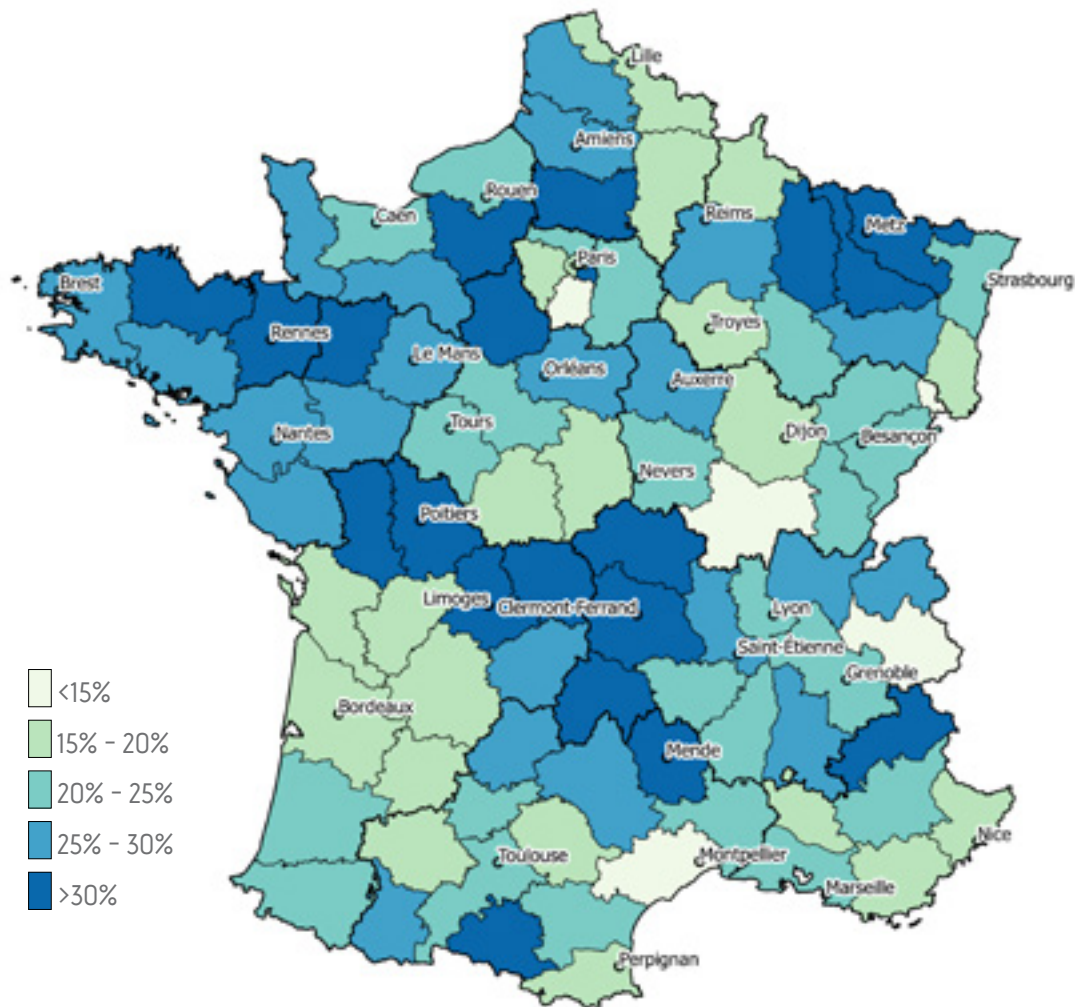 Lille
Amiens
Rouen
Caen
Reims
Metz
Paris
Strasbourg
Brest
Rennes
Troyes
Le Mans
Orléans
Auxerre
Tours
Nantes
Dijon
Besançon
Nevers
Poitiers
Limoges
Clermont-Ferrand
Lyon
Saint-Étienne
Grenoble
Bordeaux
Mende
Nice
Toulouse
Montpellier
Marseille
Perpignan
<15%
15% - 20%
20% - 25%
25% - 30%
>30%